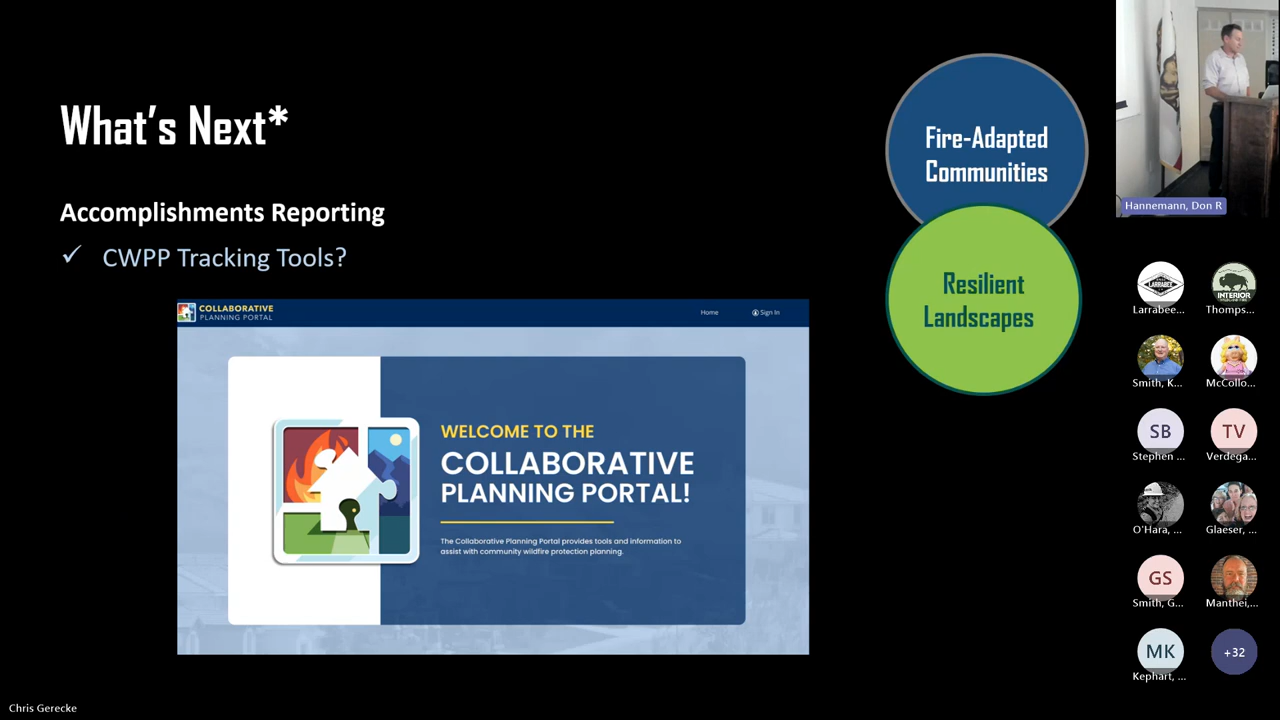 What's Next*
Accomplishments Reporting
✓ CWPP Tracking Tools?
COLLABORATIVE
PLANNING PORTAL
Home
Sign In
WELCOME TO THE
COLLABORATIVE
PLANNING PORTAL!
The Collaborative Planning Portal provides tools and information to
assist with community wildfire protection planning.
Fire-Adapted
Communities
Resilient
Landscapes
Hannemann, Don R
LARRABEE
Larrabee...
INTERIOR
Thomps...
Smith, K...
McCollo...
SB
Stephen ...
TV
Verdega...
O'Hara, ...
Glaeser, ...
GS
Smith, G...
Manthei,...
MK
Kephart, ...
+32
Chris Gerecke